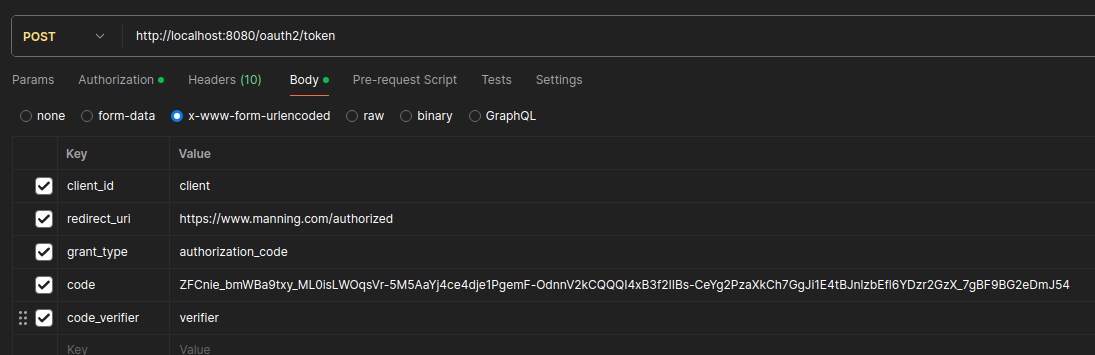 POST http://localhost:8080/oauth2/token
Params Authorization Headers (10) Body Pre-request Script Tests Settings
none form-data x-www-form-urlencoded raw binary GraphQL
Key Value
client_id client
redirect_uri https://www.manning.com/authorized
grant_type authorization_code
code ZFCnie_bmWBa9txy_ML0isLWOqsVr-5M5AaYj4ce4dje1PgemF-OdnnV2kCQQQI4xB3f2IIBs-CeYg2PzaXkCh7GgJi1E4tBJnIzbEfI6YDzr2GzX_7gBF9BG2eDmJ54
code_verifier verifier
Key Value